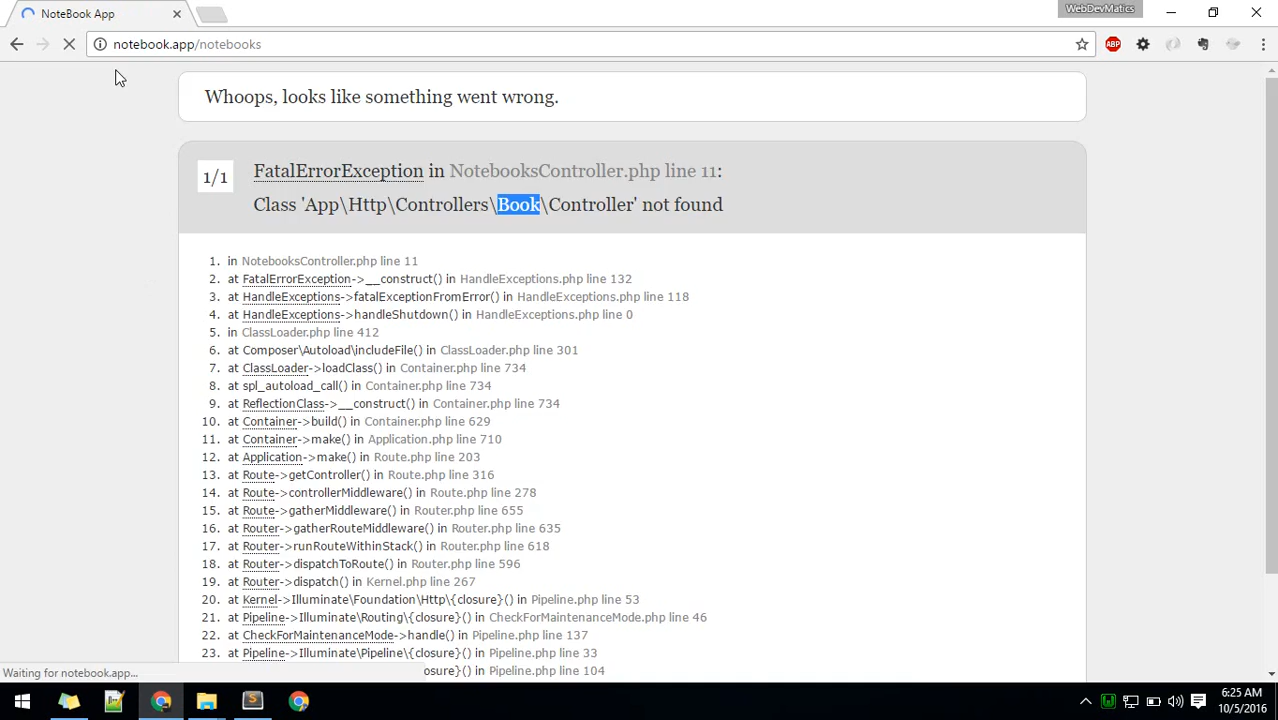 NoteBook App
WebDevMatics
notebook.app/notebooks
ABP
Whoops, looks like something went wrong.
1/1
FatalErrorException in NotebooksController.php line 11:
Class 'App\Http\Controllers\Book\Controller' not found
1. in NotebooksController.php line 11
2. at FatalErrorException->__construct() in HandleExceptions.php line 132
3. at HandleExceptions->fatalExceptionFromError() in HandleExceptions.php line 118
4. at HandleExceptions->handleShutdown() in HandleExceptions.php line 0
5. in ClassLoader.php line 412
6. at Composer\Autoload\includeFile() in ClassLoader.php line 301
7. at ClassLoader->loadClass() in Container.php line 734
8. at spl_autoload_call() in Container.php line 734
9. at ReflectionClass->__construct() in Container.php line 734
10. at Container->build() in Container.php line 629
11. at Container->make() in Application.php line 710
12. at Application->make() in Route.php line 203
13. at Route->getController() in Route.php line 316
14. at Route->controllerMiddleware() in Route.php line 278
15. at Route->gatherMiddleware() in Router.php line 655
16. at Router->gatherRouteMiddleware() in Router.php line 635
17. at Router->runRouteWithinStack() in Router.php line 618
18. at Router->dispatchToRoute() in Router.php line 596
19. at Router->dispatch() in Kernel.php line 267
20. at Kernel->Illuminate\Foundation\Http\{closure}() in Pipeline.php line 53
21. at Pipeline->Illuminate\Routing\{closure}() in CheckForMaintenanceMode.php line 46
22. at CheckForMaintenanceMode->handle() in Pipeline.php line 137
23. at Pipeline->Illuminate\Pipeline\{closure}() in Pipeline.php line 33
Waiting for notebook.app...
osure}() in Pipeline.php line 104
6:25 AM
10/5/2016